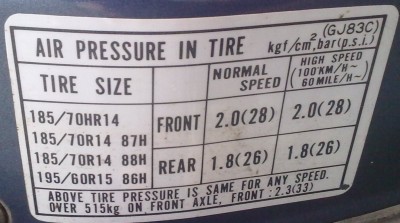 (GJ83C)
AIR PRESSURE IN TIRE kgf/cm²,bar(p.s.i.)
TIRE SIZE NORMAL SPEED HIGH SPEED (100KM/H~ 60MILE/H~)
185/70HR14
185/70R14 87H
185/70R14 88H
195/60R15 86H
FRONT 2.0(28) 2.0(28)
REAR 1.8(26) 1.8(26)
ABOVE TIRE PRESSURE IS SAME FOR ANY SPEED.
OVER 515kg ON FRONT AXLE, FRONT:2.3(33)